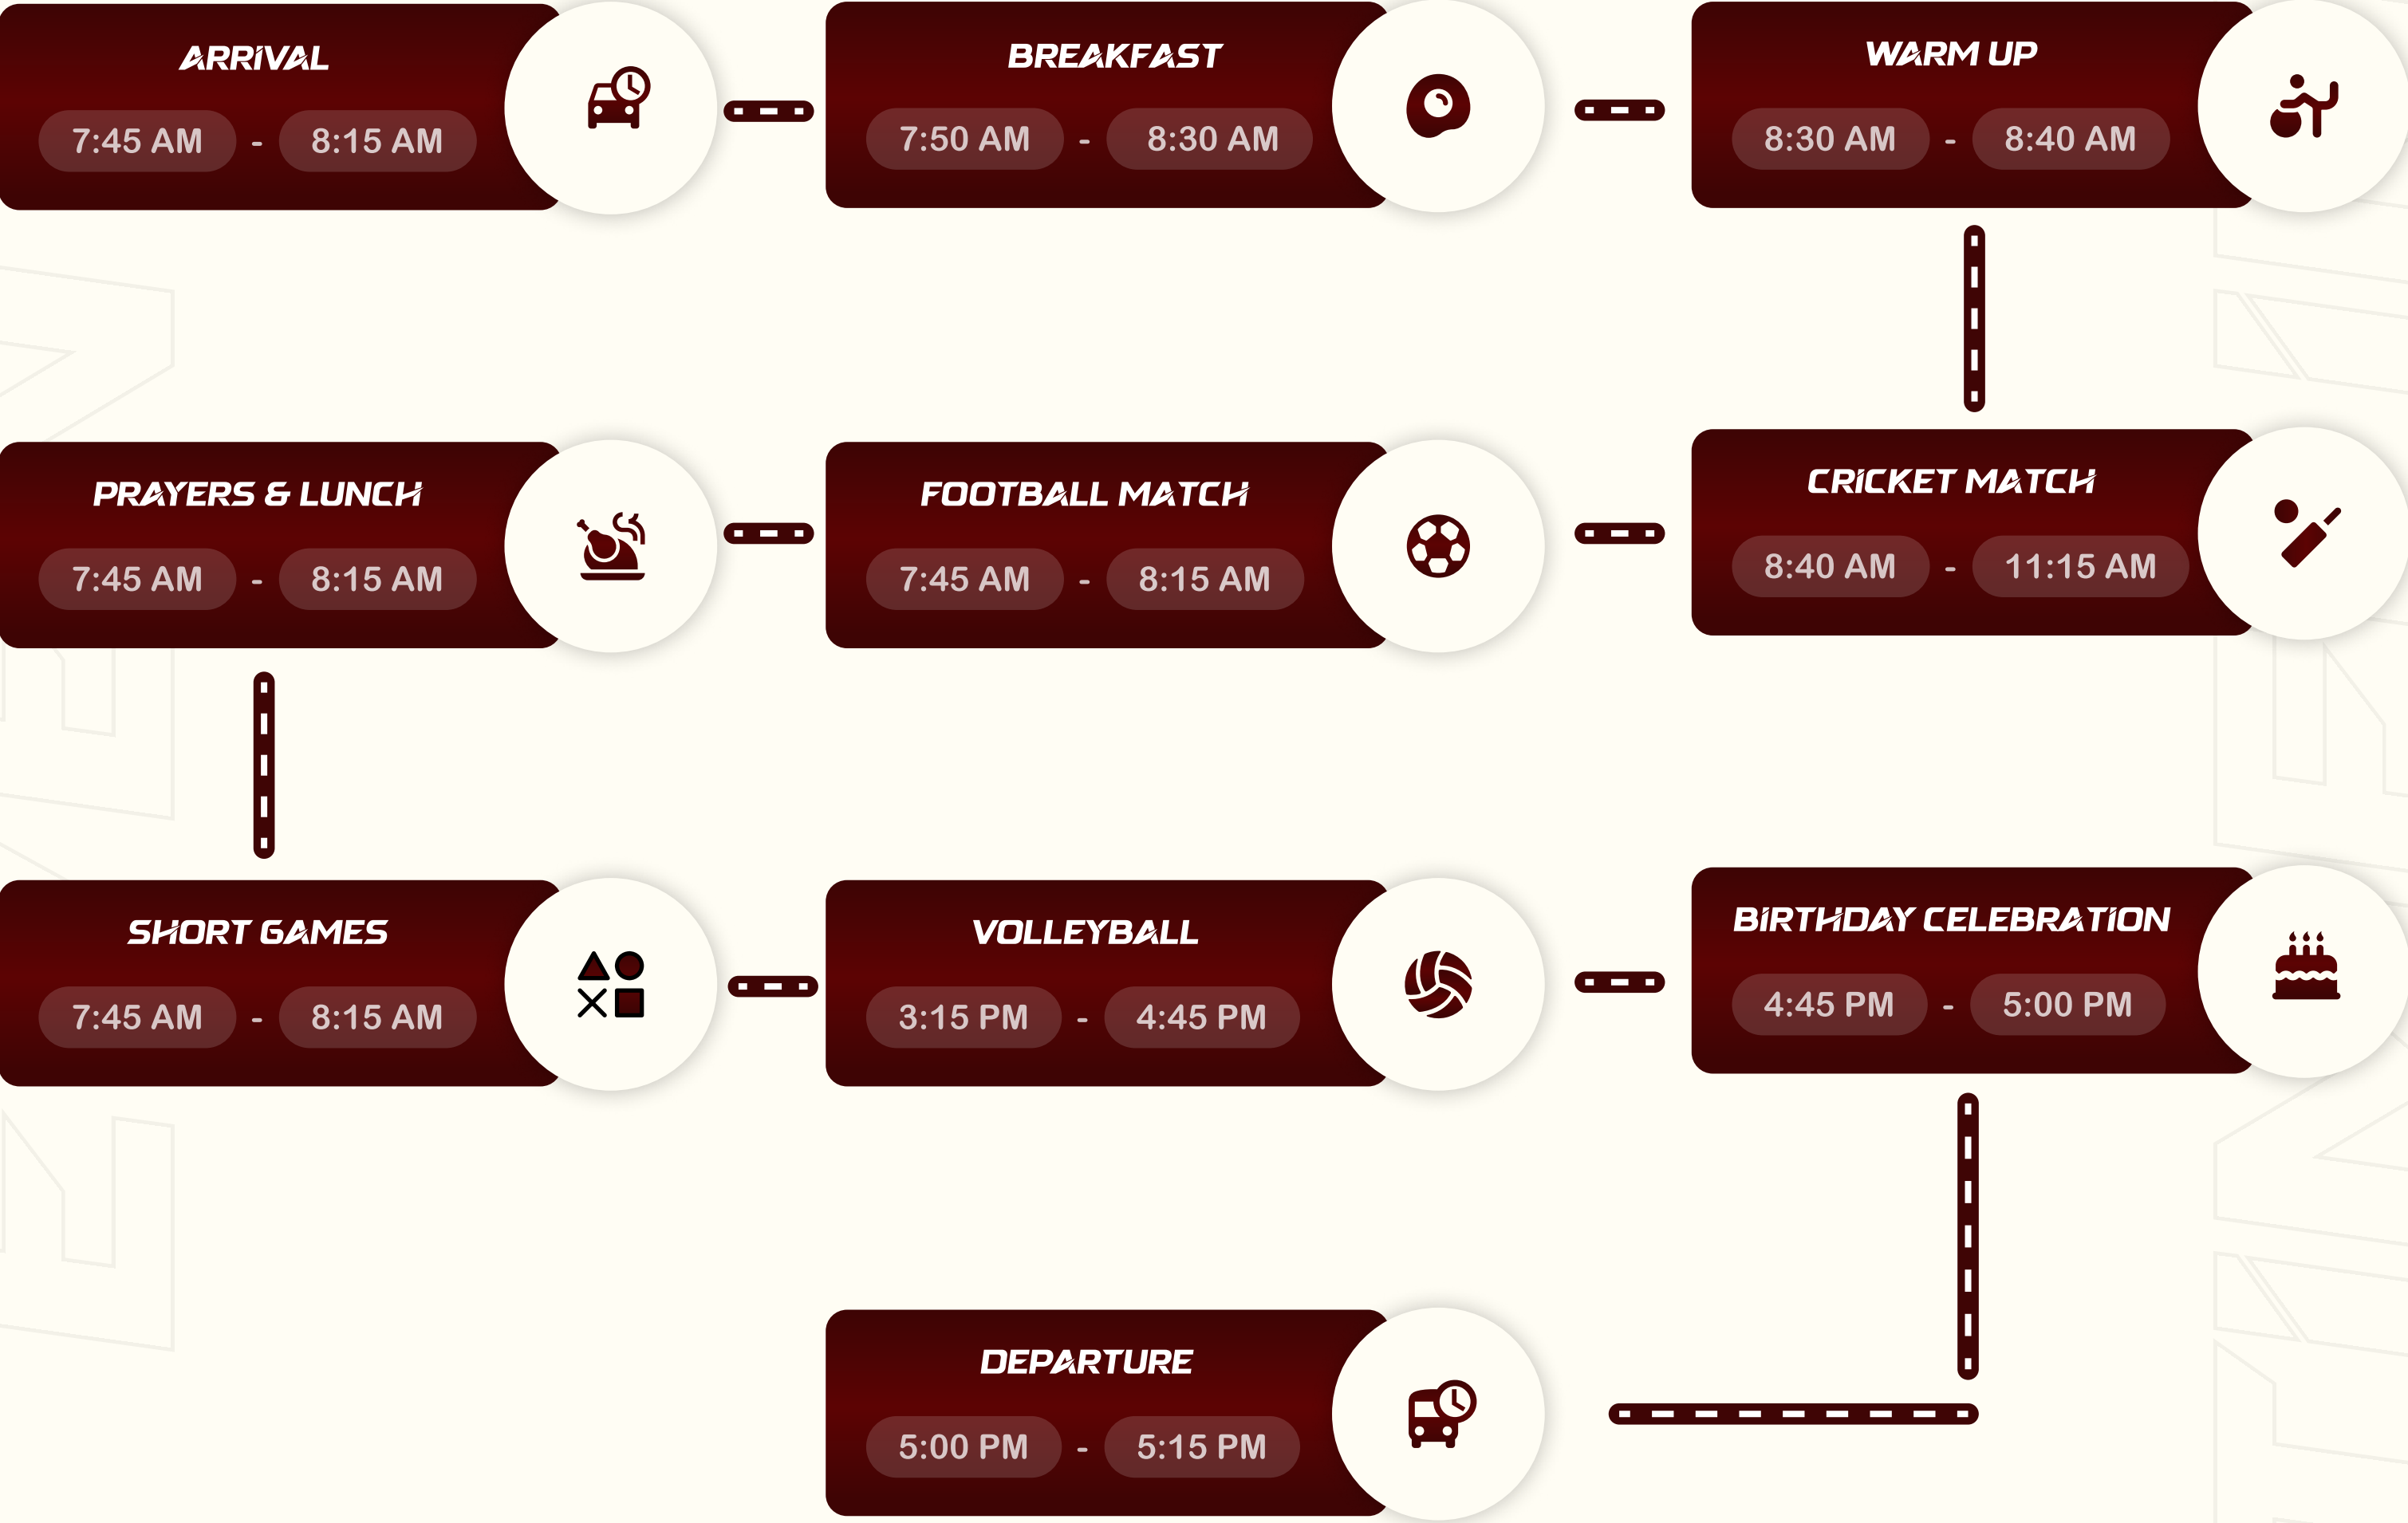 ARRIVAL
7:45 AM - 8:15 AM
BREAKFAST
7:50 AM - 8:30 AM
WARM UP
8:30 AM - 8:40 AM
CRICKET MATCH
8:40 AM - 11:15 AM
FOOTBALL MATCH
7:45 AM - 8:15 AM
PRAYERS & LUNCH
7:45 AM - 8:15 AM
SHORT GAMES
7:45 AM - 8:15 AM
VOLLEYBALL
3:15 PM - 4:45 PM
BIRTHDAY CELEBRATION
4:45 PM - 5:00 PM
DEPARTURE
5:00 PM - 5:15 PM